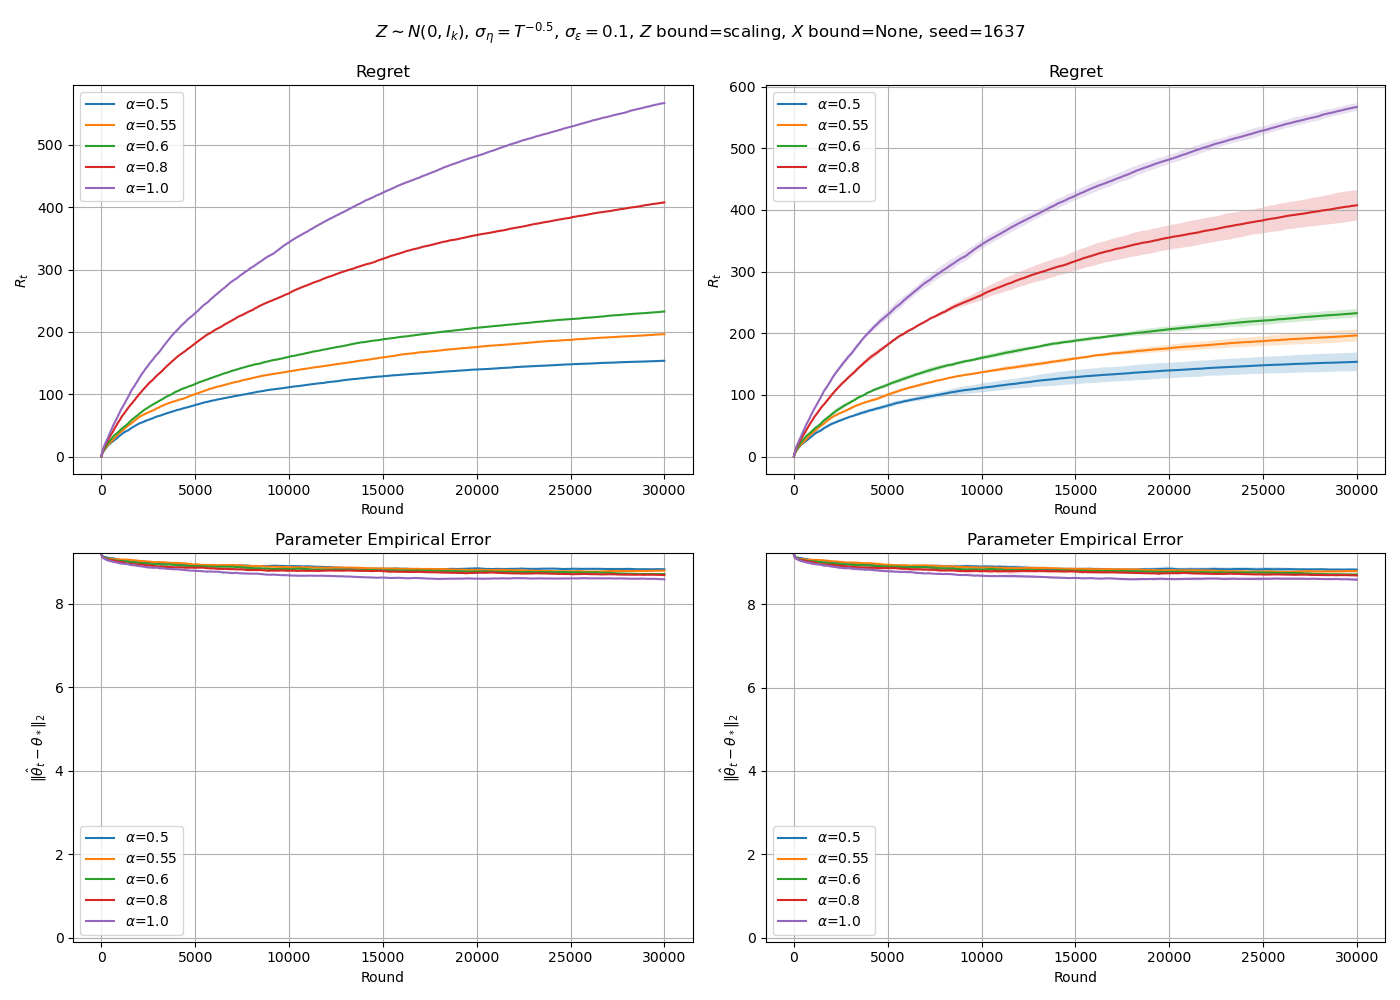 Z ∼ N(0, I_k), σ_η = T^{−0.5}, σ_ε = 0.1, Z bound=scaling, X bound=None, seed=1637
Regret
R_t
500
400
300
200
100
0
α=0.5
α=0.55
α=0.6
α=0.8
α=1.0
0 5000 10000 15000 20000 25000 30000
Round
Regret
R_t
600
500
400
300
200
100
0
α=0.5
α=0.55
α=0.6
α=0.8
α=1.0
0 5000 10000 15000 20000 25000 30000
Round
Parameter Empirical Error
‖θ̂_t − θ_*‖_2
8
6
4
2
0
α=0.5
α=0.55
α=0.6
α=0.8
α=1.0
0 5000 10000 15000 20000 25000 30000
Round
Parameter Empirical Error
‖θ̂_t − θ_*‖_2
8
6
4
2
0
α=0.5
α=0.55
α=0.6
α=0.8
α=1.0
0 5000 10000 15000 20000 25000 30000
Round